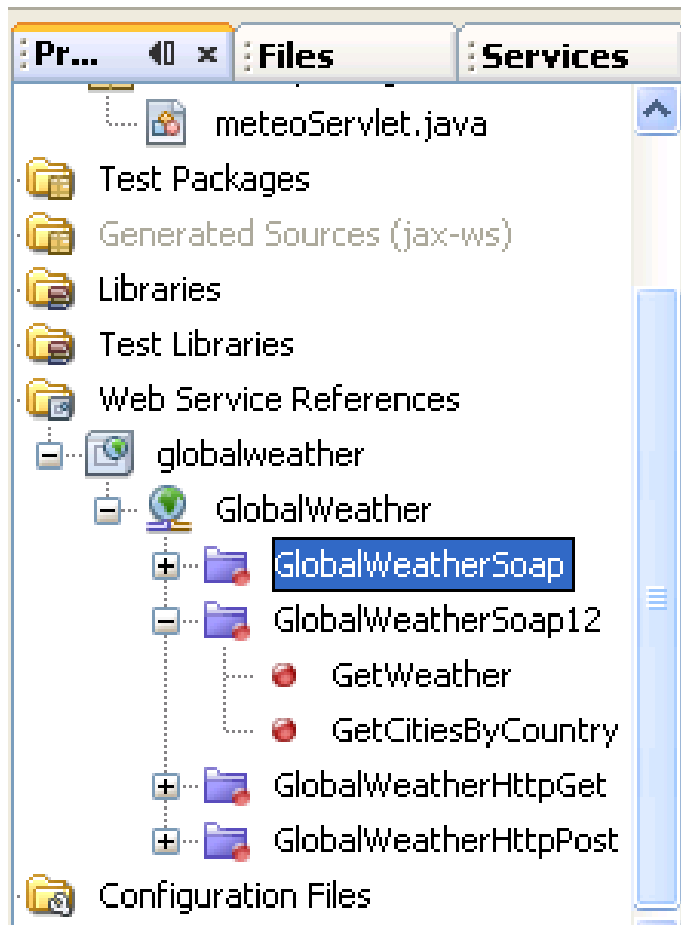 Pr... Files Services
meteoServlet.java
Test Packages
Generated Sources (jax-ws)
Libraries
Test Libraries
Web Service References
globalweather
GlobalWeather
GlobalWeatherSoap
GlobalWeatherSoap12
GetWeather
GetCitiesByCountry
GlobalWeatherHttpGet
GlobalWeatherHttpPost
Configuration Files